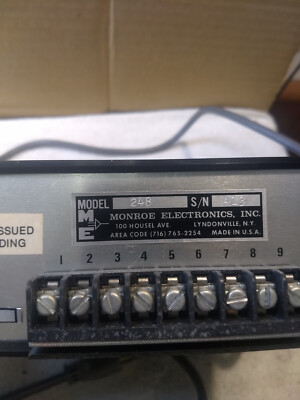 MODEL 248 S/N
ME
MONROE ELECTRONICS, INC.
100 HOUSEL AVE. LYNDONVILLE, N.Y.
AREA CODE (716) 765-2254 MADE IN U.S.A.
ISSUED
DING
1 2 3 4 5 6 7 8 9